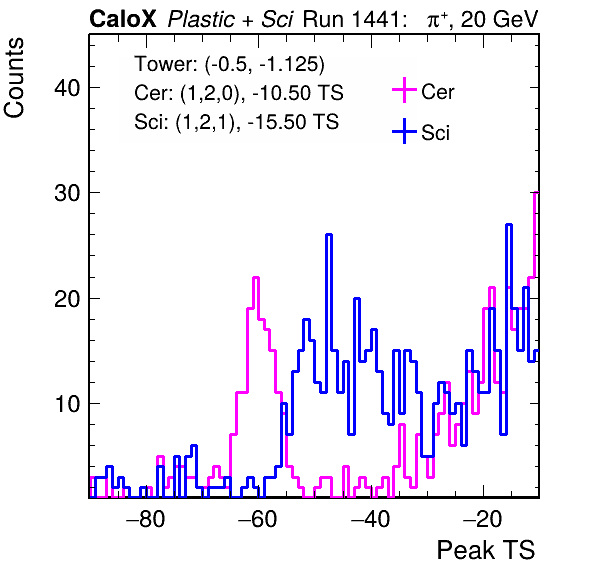 CaloX Plastic + Sci Run 1441: π⁺, 20 GeV
Counts
Tower: (-0.5, -1.125)
Cer: (1,2,0), -10.50 TS
Sci: (1,2,1), -15.50 TS
Cer
Sci
40
30
20
10
−80 −60 −40 −20
Peak TS